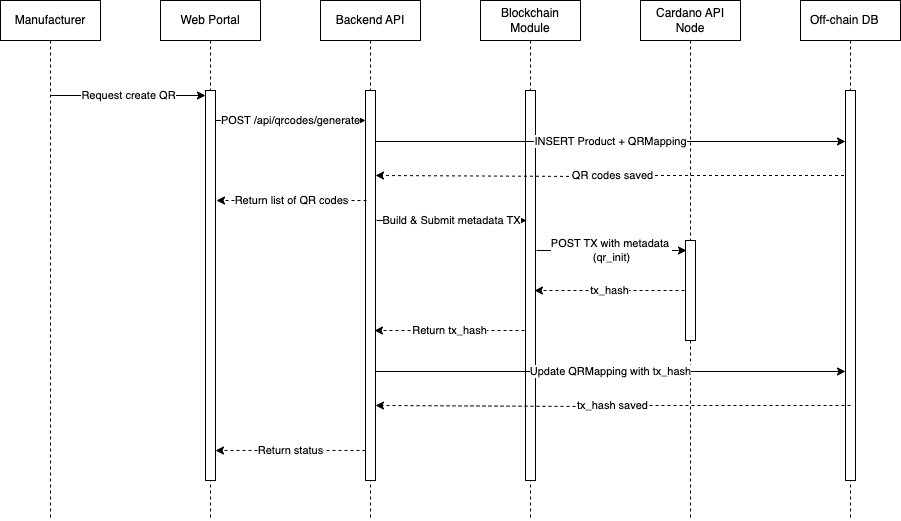 Manufacturer
Web Portal
Backend API
Blockchain
Module
Cardano API
Node
Off-chain DB
Request create QR
POST /api/qrcodes/generate
INSERT Product + QRMapping
QR codes saved
Return list of QR codes
Build & Submit metadata TX
POST TX with metadata
(qr_init)
tx_hash
Return tx_hash
Update QRMapping with tx_hash
tx_hash saved
Return status